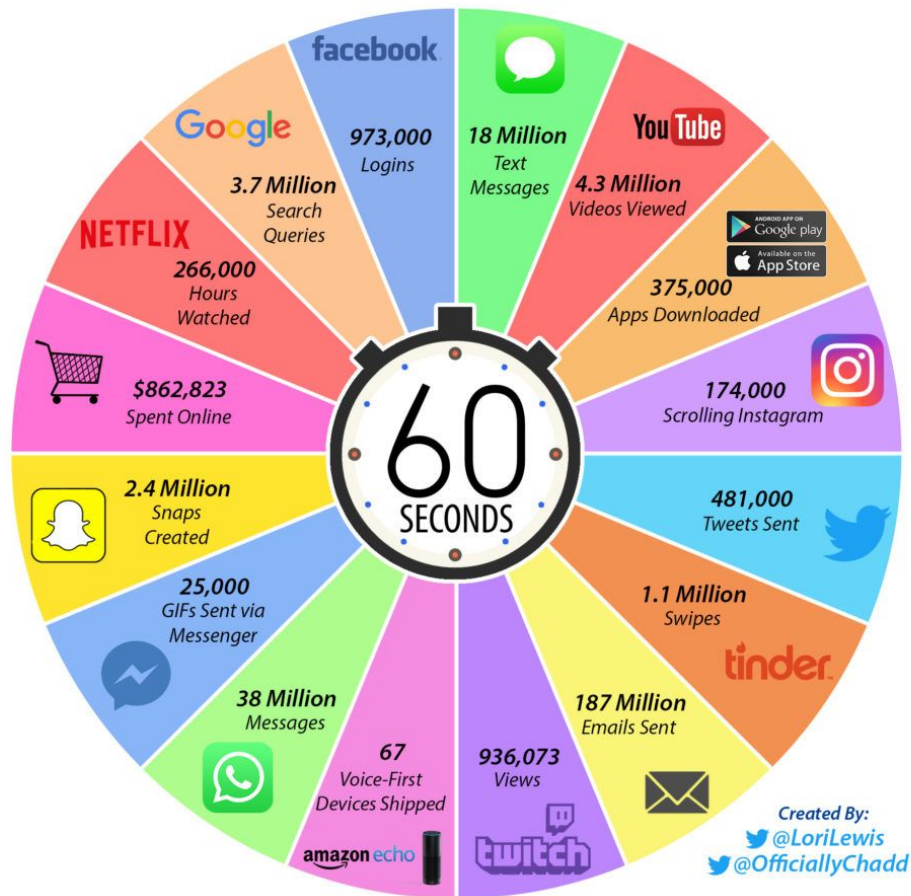 facebook
973,000
Logins
18 Million
Text
Messages
YouTube
4.3 Million
Videos Viewed
ANDROID APP ON
Google play
Available on the
App Store
375,000
Apps Downloaded
174,000
Scrolling Instagram
481,000
Tweets Sent
1.1 Million
Swipes
tinder
187 Million
Emails Sent
936,073
Views
twitch
67
Voice-First
Devices Shipped
amazon echo
38 Million
Messages
25,000
GIFs Sent via
Messenger
2.4 Million
Snaps
Created
$862,823
Spent Online
NETFLIX
266,000
Hours
Watched
Google
3.7 Million
Search
Queries
60
SECONDS
Created By:
@LoriLewis
@OfficiallyChadd